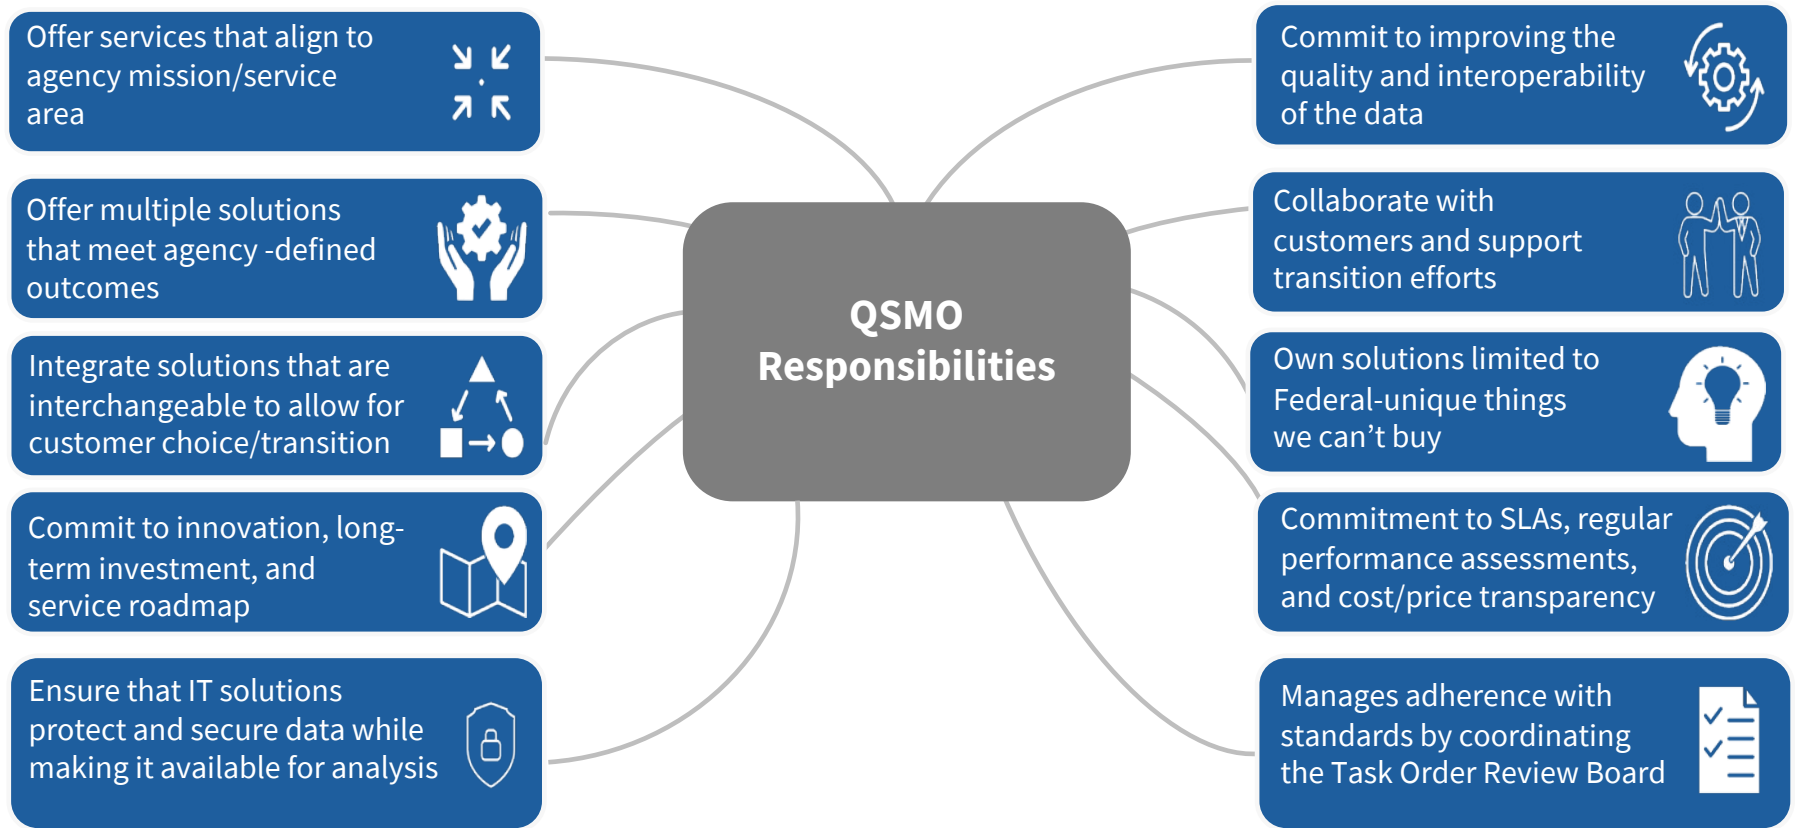 Offer services that align to
agency mission/service
area
Offer multiple solutions
that meet agency -defined
outcomes
Integrate solutions that are
interchangeable to allow for
customer choice/transition
Commit to innovation, long-
term investment, and
service roadmap
Ensure that IT solutions
protect and secure data while
making it available for analysis
QSMO
Responsibilities
Commit to improving the
quality and interoperability
of the data
Collaborate with
customers and support
transition efforts
Own solutions limited to
Federal-unique things
we can’t buy
Commitment to SLAs, regular
performance assessments,
and cost/price transparency
Manages adherence with
standards by coordinating
the Task Order Review Board